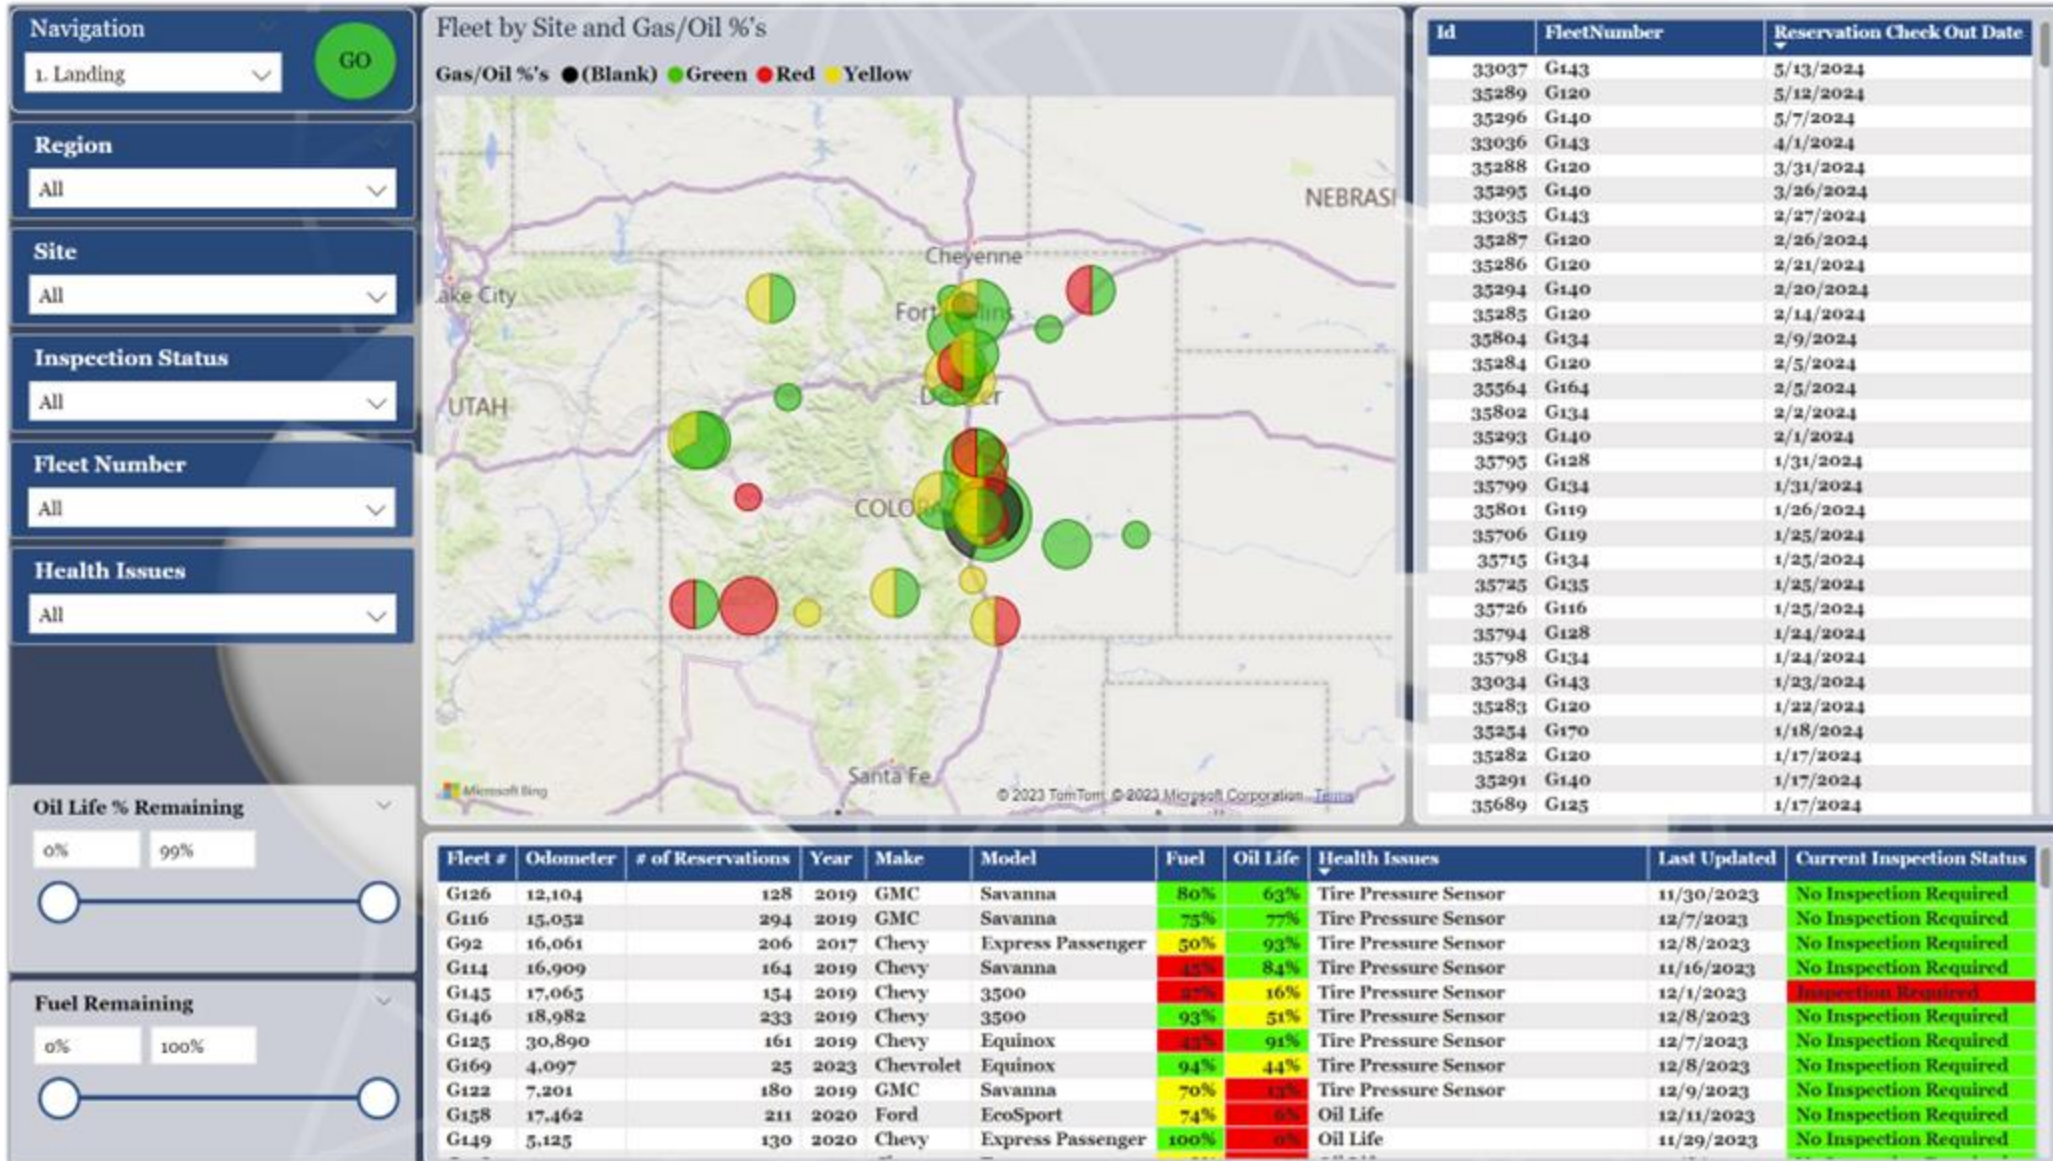 Navigation
1. Landing
GO
Region
All
Site
All
Inspection Status
All
Fleet Number
All
Health Issues
All
Oil Life % Remaining
0% 99%
Fuel Remaining
0% 100%
Fleet by Site and Gas/Oil %'s
Gas/Oil %'s (Blank) Green Red Yellow
NEBRAS
Cheyenne
ake City
Fort
UTAH
COLO
Santa Fe
Microsoft Bing
© 2023 TomTom, © 2023 Microsoft Corporation Terms
Id FleetNumber Reservation Check Out Date
33037 G143 5/13/2024
35289 G120 5/12/2024
35296 G140 5/7/2024
33036 G143 4/1/2024
35288 G120 3/31/2024
35295 G140 3/26/2024
33035 G143 2/27/2024
35287 G120 2/26/2024
35286 G120 2/21/2024
35294 G140 2/20/2024
35285 G120 2/14/2024
35804 G134 2/9/2024
35284 G120 2/5/2024
35564 G164 2/5/2024
35802 G134 2/2/2024
35293 G140 2/1/2024
35795 G128 1/31/2024
35799 G134 1/31/2024
35801 G119 1/26/2024
35706 G119 1/25/2024
35715 G134 1/25/2024
35725 G135 1/25/2024
35726 G116 1/25/2024
35794 G128 1/24/2024
35798 G134 1/24/2024
33034 G143 1/23/2024
35283 G120 1/22/2024
35254 G170 1/18/2024
35282 G120 1/17/2024
35291 G140 1/17/2024
35689 G125 1/17/2024
Fleet # Odometer # of Reservations Year Make Model Fuel Oil Life Health Issues Last Updated Current Inspection Status
G126 12,104 128 2019 GMC Savanna 80% 63% Tire Pressure Sensor 11/30/2023 No Inspection Required
G116 15,052 294 2019 GMC Savanna 75% 77% Tire Pressure Sensor 12/7/2023 No Inspection Required
G92 16,061 206 2017 Chevy Express Passenger 50% 93% Tire Pressure Sensor 12/8/2023 No Inspection Required
G114 16,909 164 2019 Chevy Savanna 84% Tire Pressure Sensor 11/16/2023 No Inspection Required
G145 17,065 154 2019 Chevy 3500 16% Tire Pressure Sensor 12/1/2023 Inspection Required
G146 18,982 233 2019 Chevy 3500 93% 51% Tire Pressure Sensor 12/8/2023 No Inspection Required
G125 30,890 161 2019 Chevy Equinox 91% Tire Pressure Sensor 12/7/2023 No Inspection Required
G169 4,097 25 2023 Chevrolet Equinox 94% 44% Tire Pressure Sensor 12/8/2023 No Inspection Required
G122 7,201 180 2019 GMC Savanna 70% 13% Tire Pressure Sensor 12/9/2023 No Inspection Required
G158 17,462 211 2020 Ford EcoSport 74% 6% Oil Life 12/11/2023 No Inspection Required
G149 5,125 130 2020 Chevy Express Passenger 100% 0% Oil Life 11/29/2023 No Inspection Required